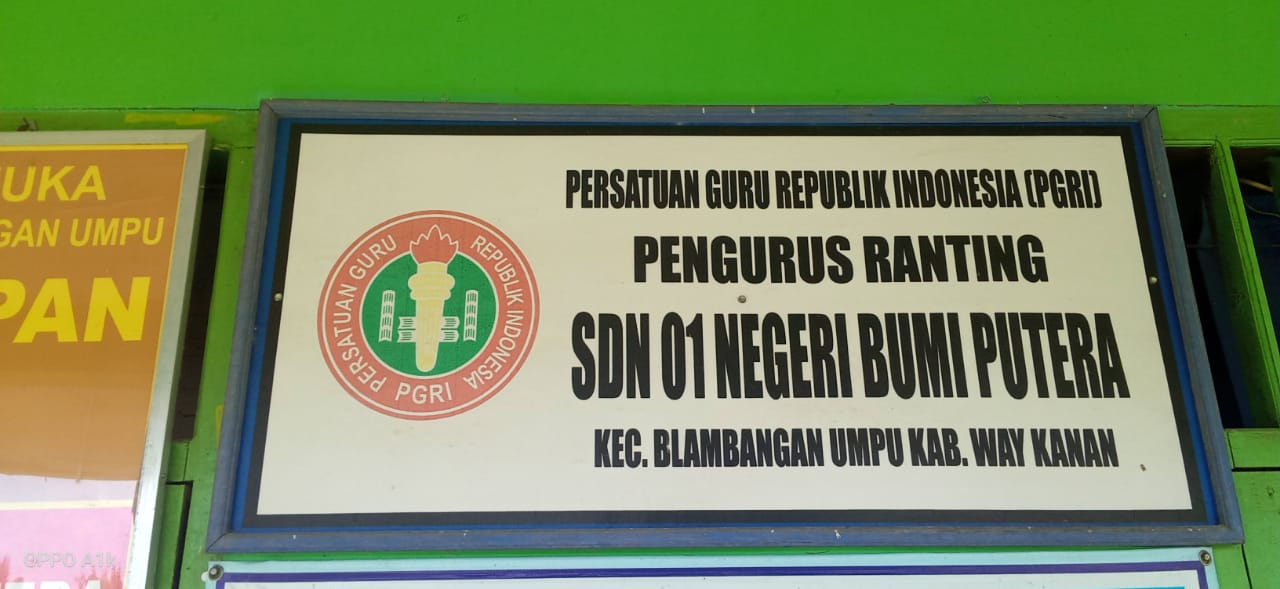 UKA
GAN UMPU
PAN
PERSATUAN GURU REPUBLIK INDONESIA (PGRI)
PENGURUS RANTING
SDN 01 NEGERI BUMI PUTERA
KEC. BLAMBANGAN UMPU KAB. WAY KANAN
PERSATUAN GURU REPUBLIK INDONESIA
PGRI
OPPO A1k